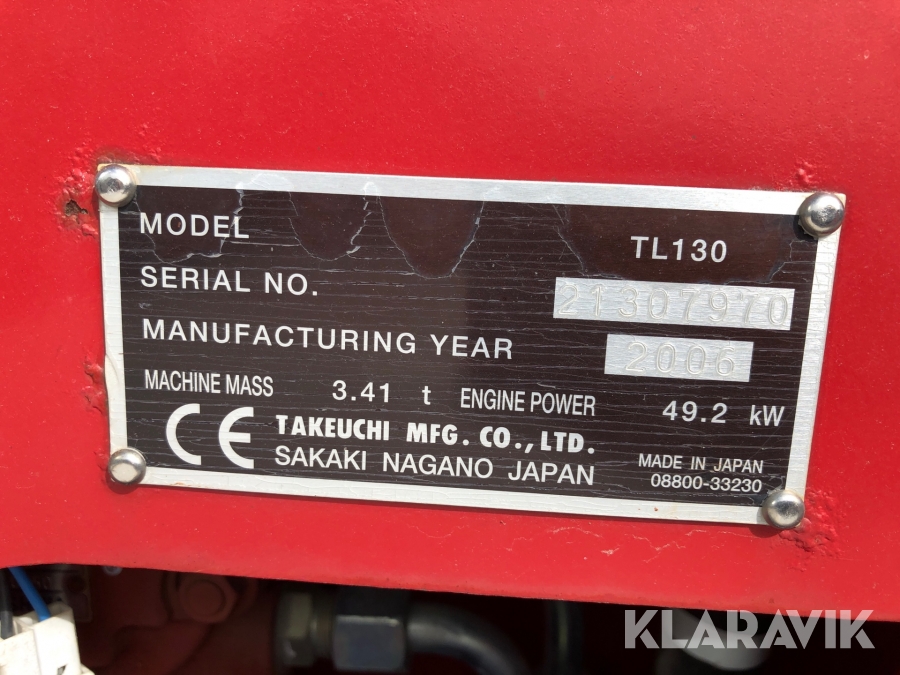 MODEL TL130
SERIAL NO. 21307970
MANUFACTURING YEAR 2006
MACHINE MASS 3.41 t ENGINE POWER 49.2 kW
CE TAKEUCHI MFG. CO., LTD.
SAKAKI NAGANO JAPAN
MADE IN JAPAN
08800-33230
KLARAVIK